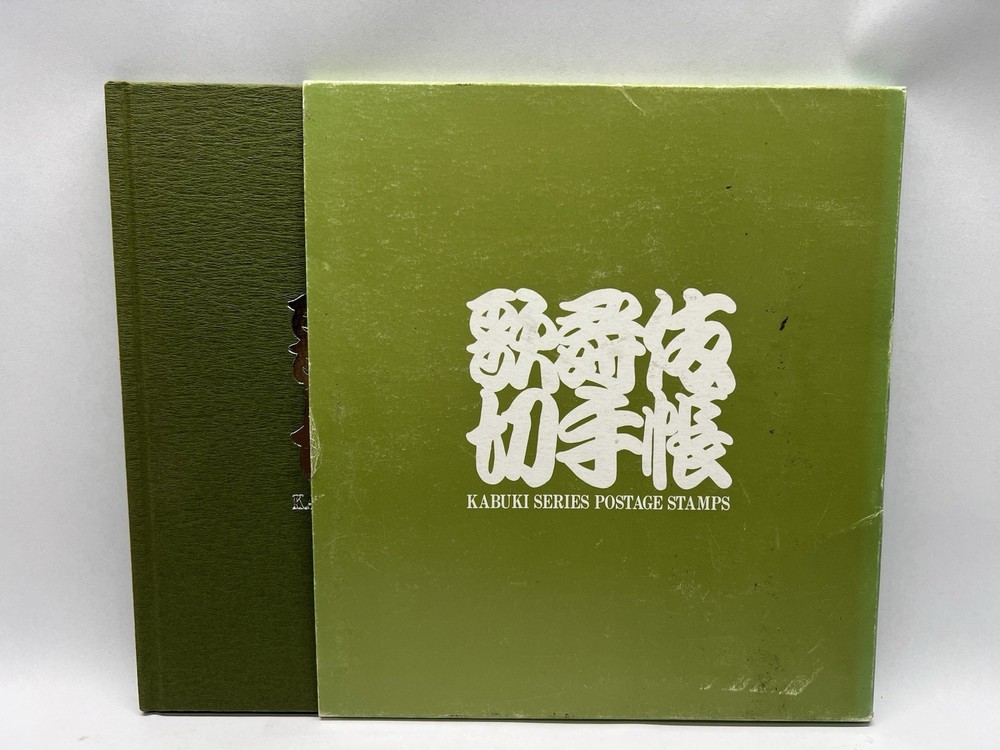 歌舞伎
切手帳
KABUKI SERIES POSTAGE STAMPS